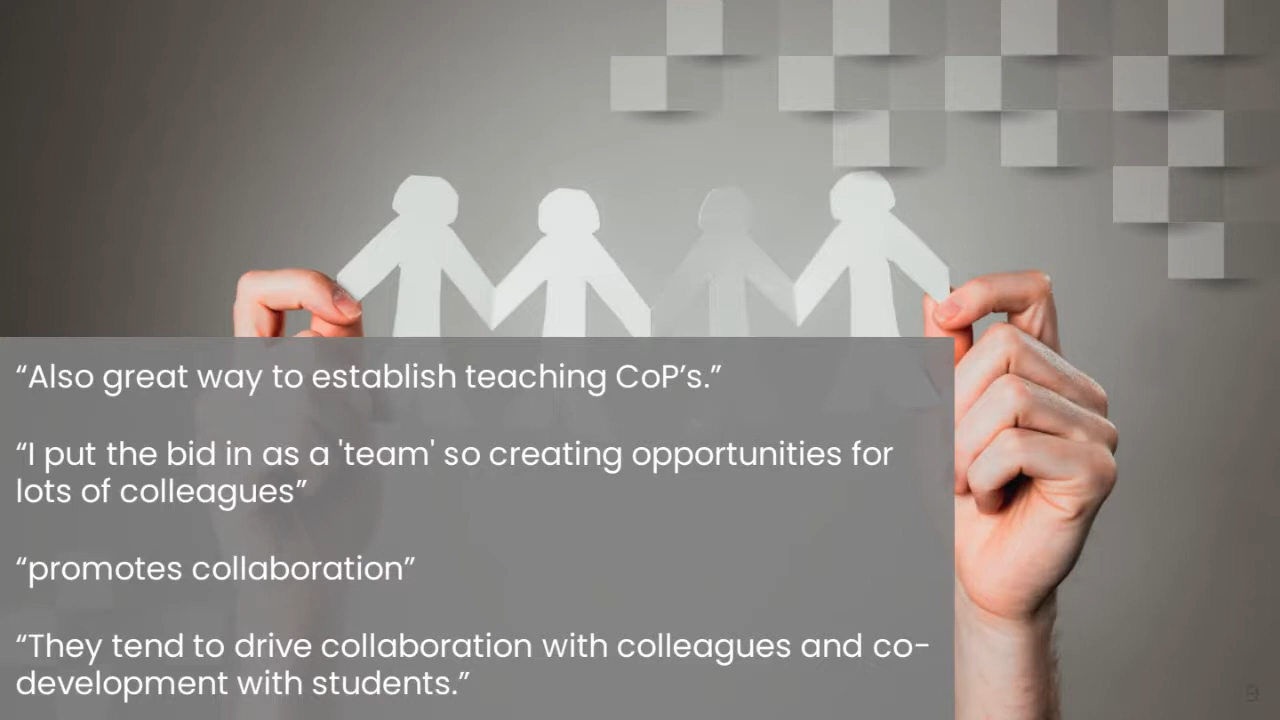 “Also great way to establish teaching CoP’s.”
“I put the bid in as a 'team' so creating opportunities for
lots of colleagues”
“promotes collaboration”
“They tend to drive collaboration with colleagues and co-
development with students.”